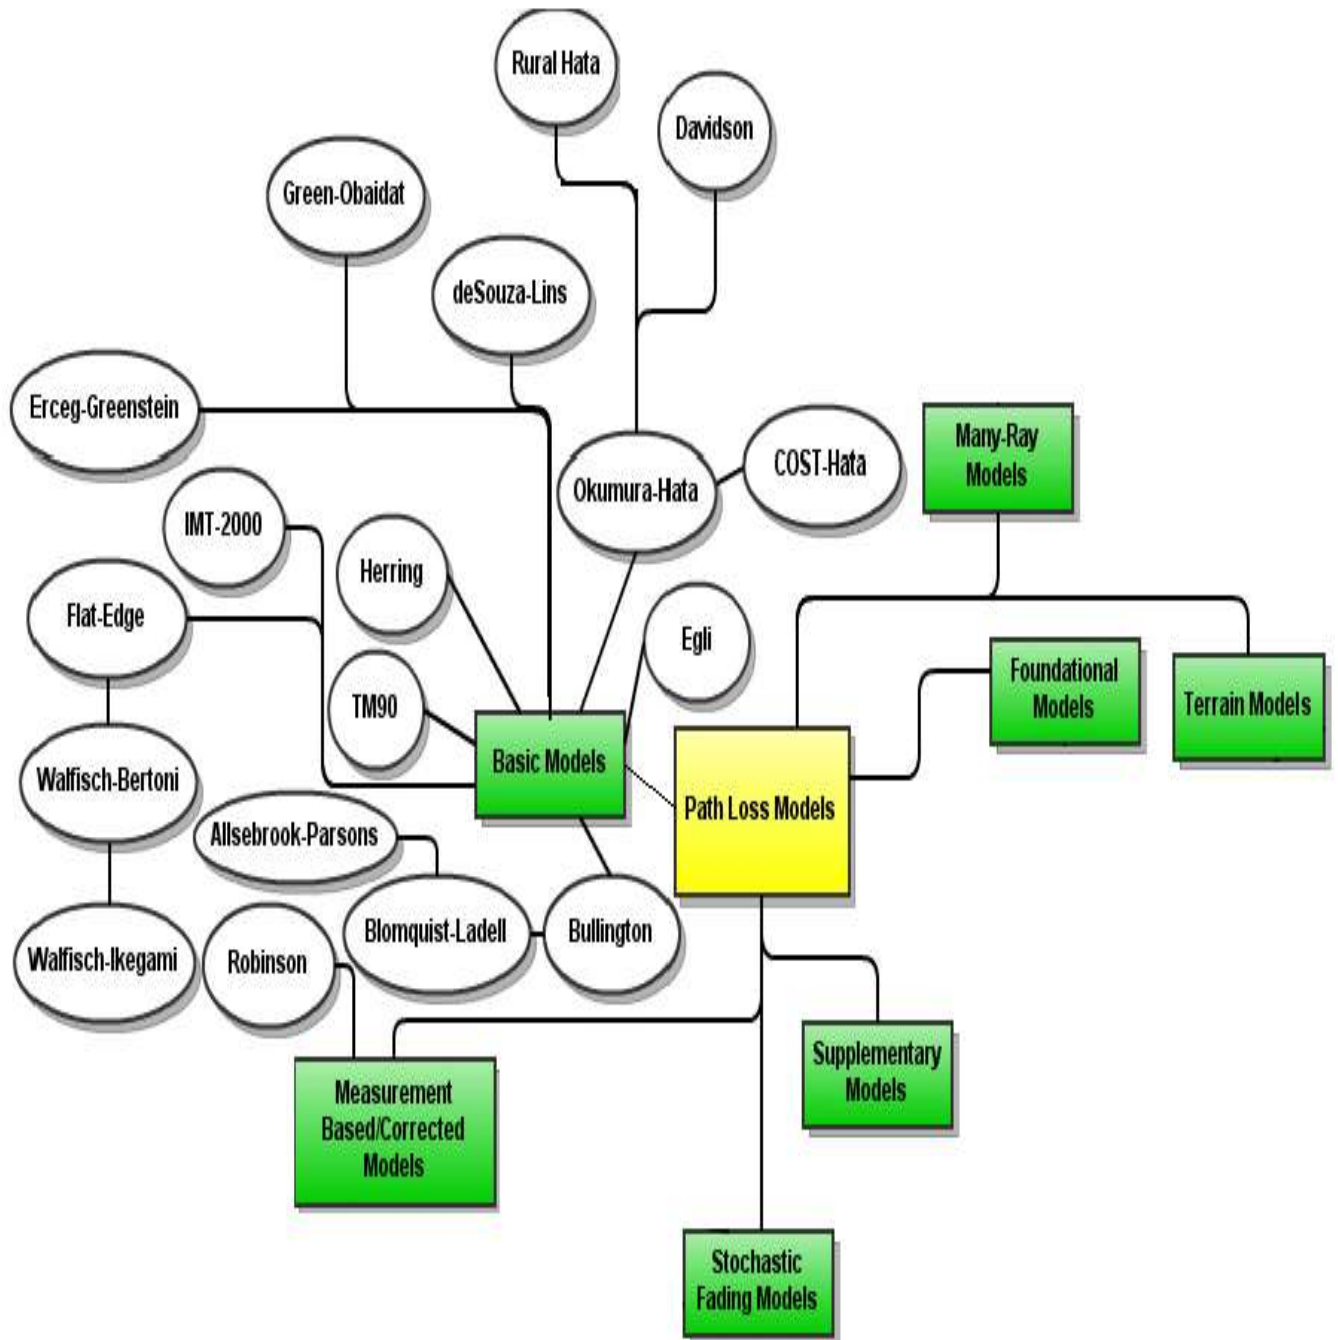 Rural Hata
Davidson
Green-Obaidat
deSouza-Lins
Erceg-Greenstein
Many-Ray
Models
COST-Hata
Okumura-Hata
IMT-2000
Herring
Flat-Edge
Egli
Foundational
Models
Terrain Models
TM90
Basic Models
Walfisch-Bertoni
Path Loss Models
Allsebrook-Parsons
Blomquist-Ladell
Bullington
Walfisch-Ikegami
Robinson
Supplementary
Models
Measurement
Based/Corrected
Models
Stochastic
Fading Models